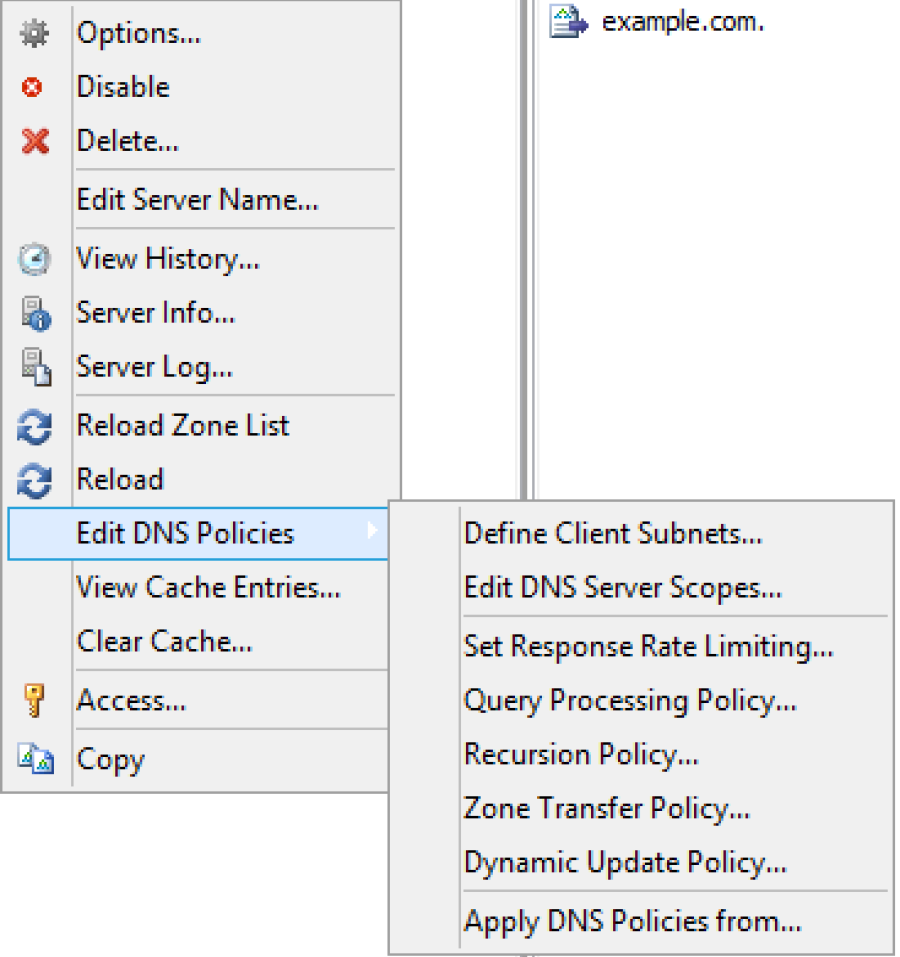 Options...
example.com.
Disable
Delete...
Edit Server Name...
View History...
Server Info...
Server Log...
Reload Zone List
Reload
Edit DNS Policies
View Cache Entries...
Clear Cache...
Access...
Copy
Define Client Subnets...
Edit DNS Server Scopes...
Set Response Rate Limiting...
Query Processing Policy...
Recursion Policy...
Zone Transfer Policy...
Dynamic Update Policy...
Apply DNS Policies from...